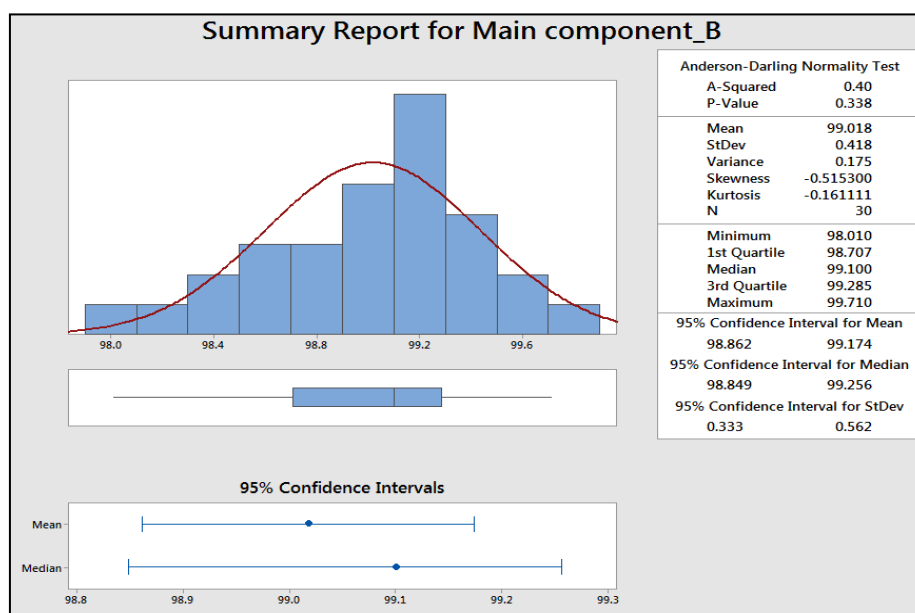 Summary Report for Main component_B
98.0 98.4 98.8 99.2 99.6
Anderson-Darling Normality Test
A-Squared 0.40
P-Value 0.338
Mean 99.018
StDev 0.418
Variance 0.175
Skewness -0.515300
Kurtosis -0.161111
N 30
Minimum 98.010
1st Quartile 98.707
Median 99.100
3rd Quartile 99.285
Maximum 99.710
95% Confidence Interval for Mean
98.862 99.174
95% Confidence Interval for Median
98.849 99.256
95% Confidence Interval for StDev
0.333 0.562
95% Confidence Intervals
Mean
Median
98.8 98.9 99.0 99.1 99.2 99.3